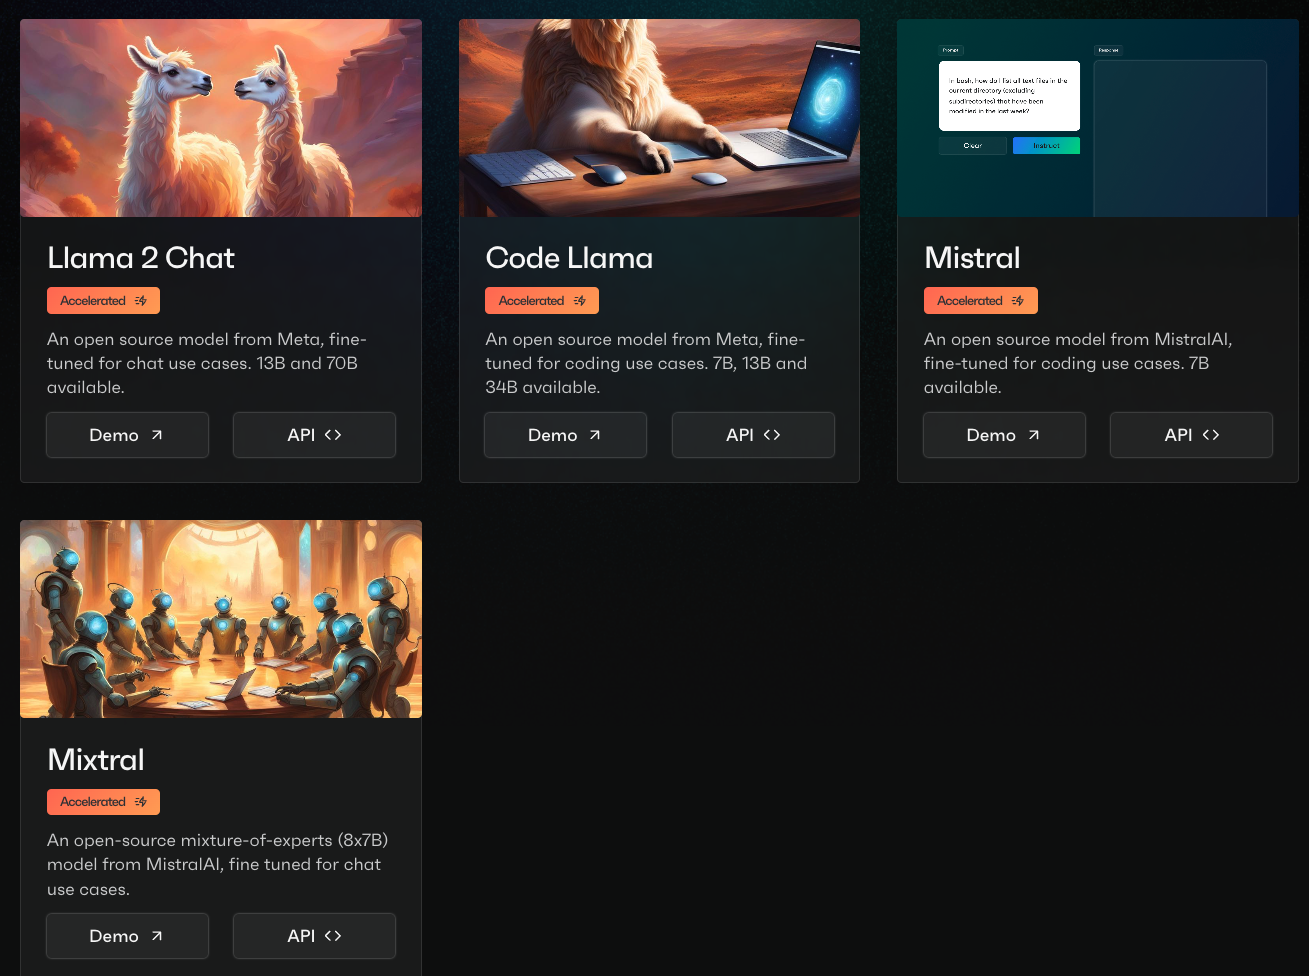 Prompt
In bash, how do I list all text files in the
current directory (excluding
subdirectories) that have been
modified in the last week?
Clear
Instruct
Response
Llama 2 Chat
Accelerated
An open source model from Meta, fine-
tuned for chat use cases. 13B and 70B
available.
Demo
API
Code Llama
Accelerated
An open source model from Meta, fine-
tuned for coding use cases. 7B, 13B and
34B available.
Demo
API
Mistral
Accelerated
An open source model from MistralAI,
fine-tuned for coding use cases. 7B
available.
Demo
API
Mixtral
Accelerated
An open-source mixture-of-experts (8x7B)
model from MistralAI, fine tuned for chat
use cases.
Demo
API